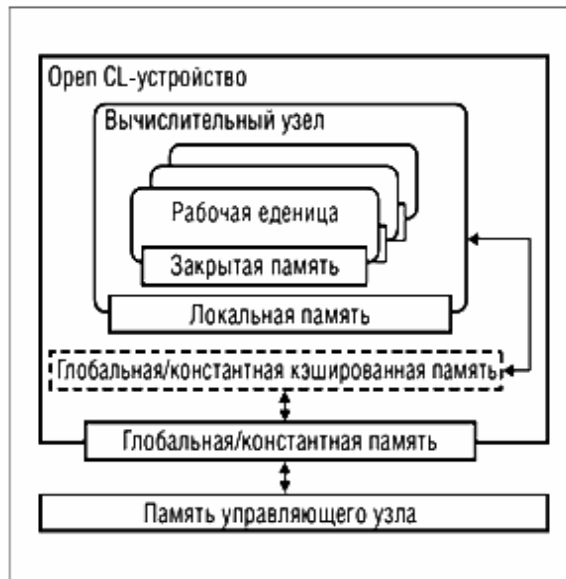 Open CL-устройство
Вычислительный узел
Рабочая еденица
Закрытая память
Локальная память
Глобальная/константная кэшированная память
Глобальная/константная память
Память управляющего узла